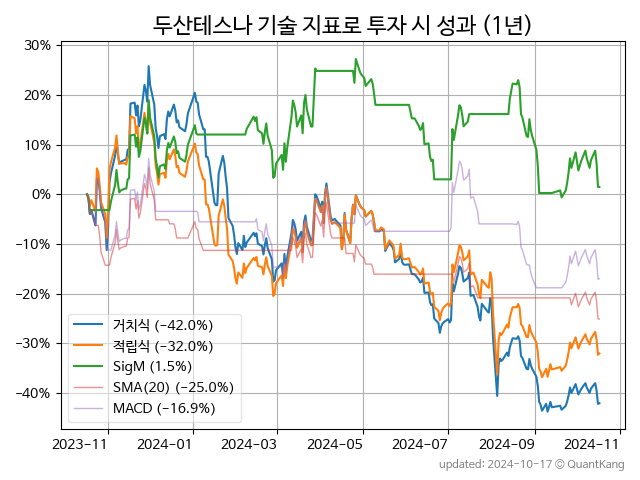 두산테스나 기술 지표로 투자 시 성과 (1년)
30%
20%
10%
0%
−10%
−20%
−30%
−40%
거치식 (−42.0%)
적립식 (−32.0%)
SigM (1.5%)
SMA(20) (−25.0%)
MACD (−16.9%)
2023-11
2024-01
2024-03
2024-05
2024-07
2024-09
2024-11
updated: 2024-10-17 © QuantKang